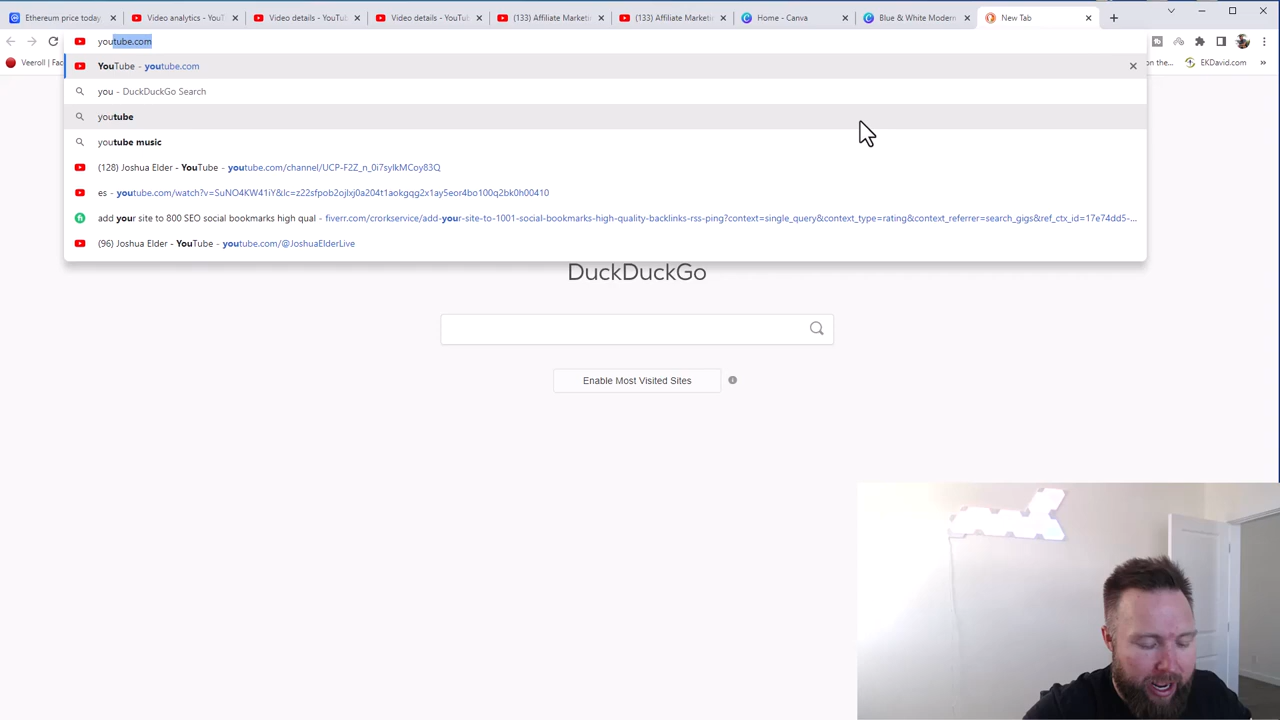 Ethereum price today
Video analytics - YouT
Video details - YouTu
Video details - YouTu
(133) Affiliate Marketi
(133) Affiliate Marketi
Home - Canva
Blue & White Modern
New Tab
youtube.com
Veeroll | Fac
on the...
EKDavid.com
YouTube - youtube.com
you - DuckDuckGo Search
youtube
youtube music
(128) Joshua Elder - YouTube - youtube.com/channel/UCP-F2Z_n_0i7sylkMCoy83Q
es - youtube.com/watch?v=SuNO4KW41iY&lc=z22sfpob2ojlxj0a204t1aokgqg2x1ay5eor4bo100q2bk0h00410
add your site to 800 SEO social bookmarks high qual - fiverr.com/crorkservice/add-your-site-to-1001-social-bookmarks-high-quality-backlinks-rss-ping?context=single_query&context_type=rating&context_referrer=search_gigs&ref_ctx_id=17e74dd5-...
(96) Joshua Elder - YouTube - youtube.com/@JoshuaElderLive
DuckDuckGo
Enable Most Visited Sites